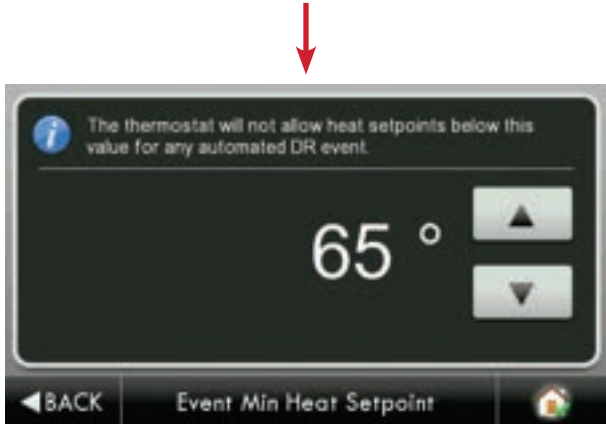 The thermostat will not allow heat setpoints below this
value for any automated DR event.
65 °
BACK
Event Min Heat Setpoint